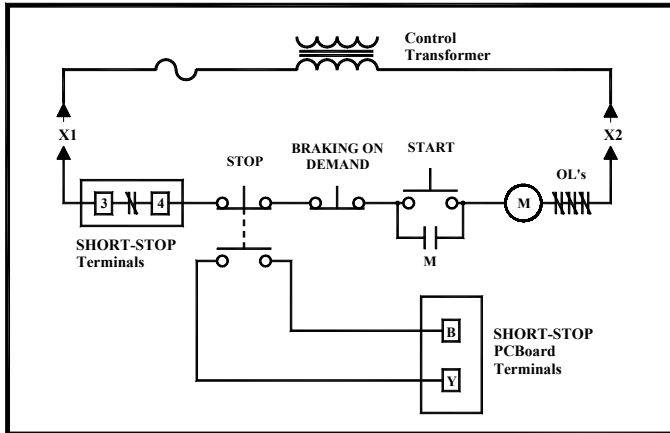 Control
Transformer
X1
X2
STOP
BRAKING ON
DEMAND
START
OL's
3
4
M
SHORT-STOP
Terminals
M
B
SHORT-STOP
PCBoard
Terminals
Y